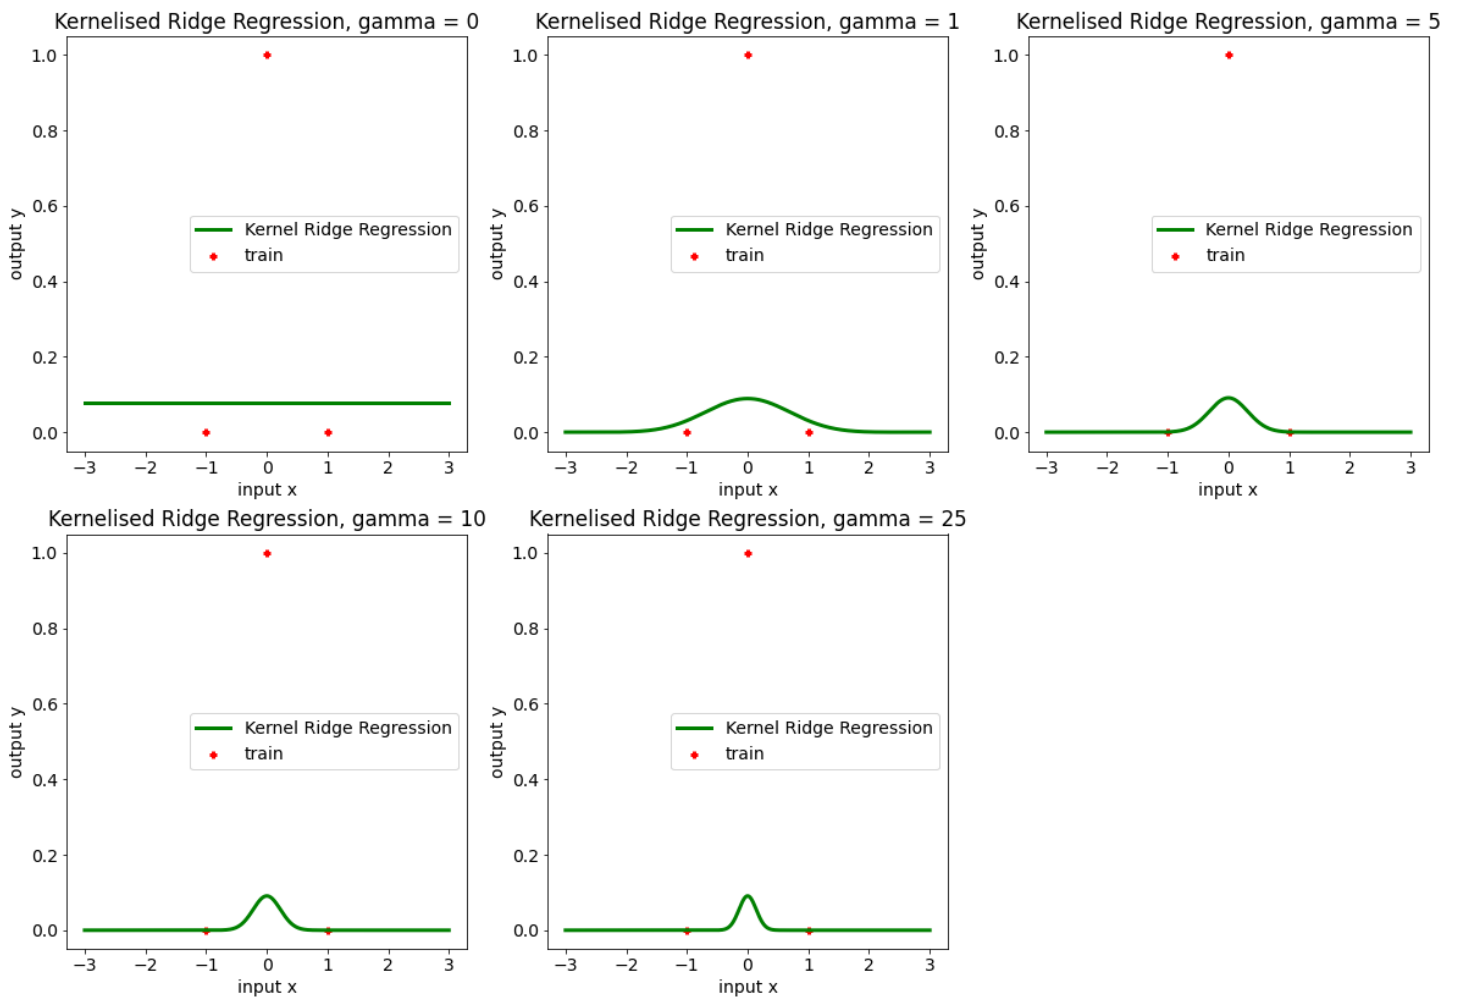 Kernelised Ridge Regression, gamma = 0
1.0
0.8
0.6
0.4
0.2
0.0
output y
Kernel Ridge Regression
train
−3 −2 −1 0 1 2 3
input x
Kernelised Ridge Regression, gamma = 1
1.0
0.8
0.6
0.4
0.2
0.0
output y
Kernel Ridge Regression
train
−3 −2 −1 0 1 2 3
input x
Kernelised Ridge Regression, gamma = 5
1.0
0.8
0.6
0.4
0.2
0.0
output y
Kernel Ridge Regression
train
−3 −2 −1 0 1 2 3
input x
Kernelised Ridge Regression, gamma = 10
1.0
0.8
0.6
0.4
0.2
0.0
output y
Kernel Ridge Regression
train
−3 −2 −1 0 1 2 3
input x
Kernelised Ridge Regression, gamma = 25
1.0
0.8
0.6
0.4
0.2
0.0
output y
Kernel Ridge Regression
train
−3 −2 −1 0 1 2 3
input x